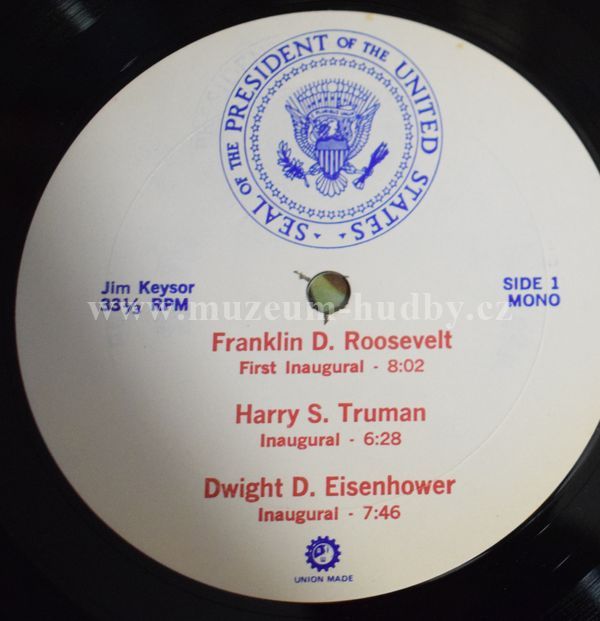 SEAL OF THE PRESIDENT OF THE UNITED STATES
Jim Keysor
33⅓ RPM
SIDE 1
MONO
www.muzeum-hudby.cz
Franklin D. Roosevelt
First Inaugural - 8:02
Harry S. Truman
Inaugural - 6:28
Dwight D. Eisenhower
Inaugural - 7:46
UNION MADE